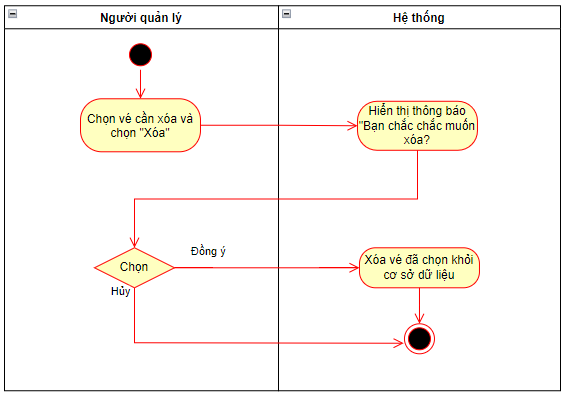 Người quản lý
Hệ thống
Chọn vé cần xóa và
chọn "Xóa"
Hiển thị thông báo
"Bạn chắc chắc muốn
xóa?
Chọn
Đồng ý
Hủy
Xóa vé đã chọn khỏi
cơ sở dữ liệu